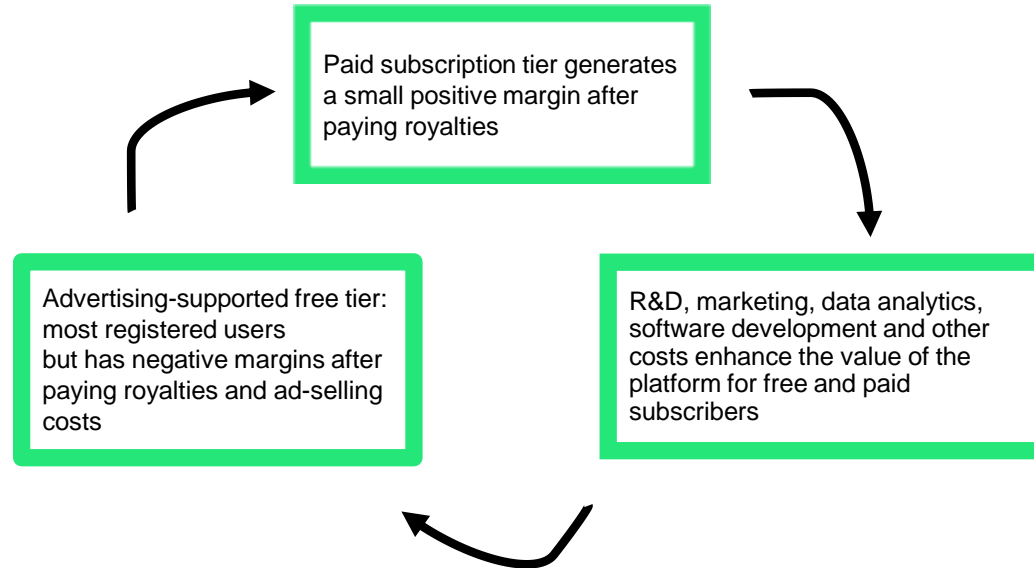 Paid subscription tier generates
a small positive margin after
paying royalties
Advertising-supported free tier:
most registered users
but has negative margins after
paying royalties and ad-selling
costs
R&D, marketing, data analytics,
software development and other
costs enhance the value of the
platform for free and paid
subscribers